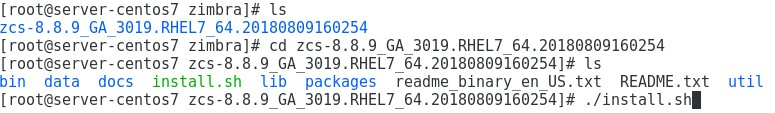 [root@server-centos7 zimbra]# ls
zcs-8.8.9_GA_3019.RHEL7_64.20180809160254
[root@server-centos7 zimbra]# cd zcs-8.8.9_GA_3019.RHEL7_64.20180809160254
[root@server-centos7 zcs-8.8.9_GA_3019.RHEL7_64.20180809160254]# ls
bin  data  docs  install.sh  lib  packages  readme_binary_en_US.txt  README.txt  util
[root@server-centos7 zcs-8.8.9_GA_3019.RHEL7_64.20180809160254]# ./install.sh